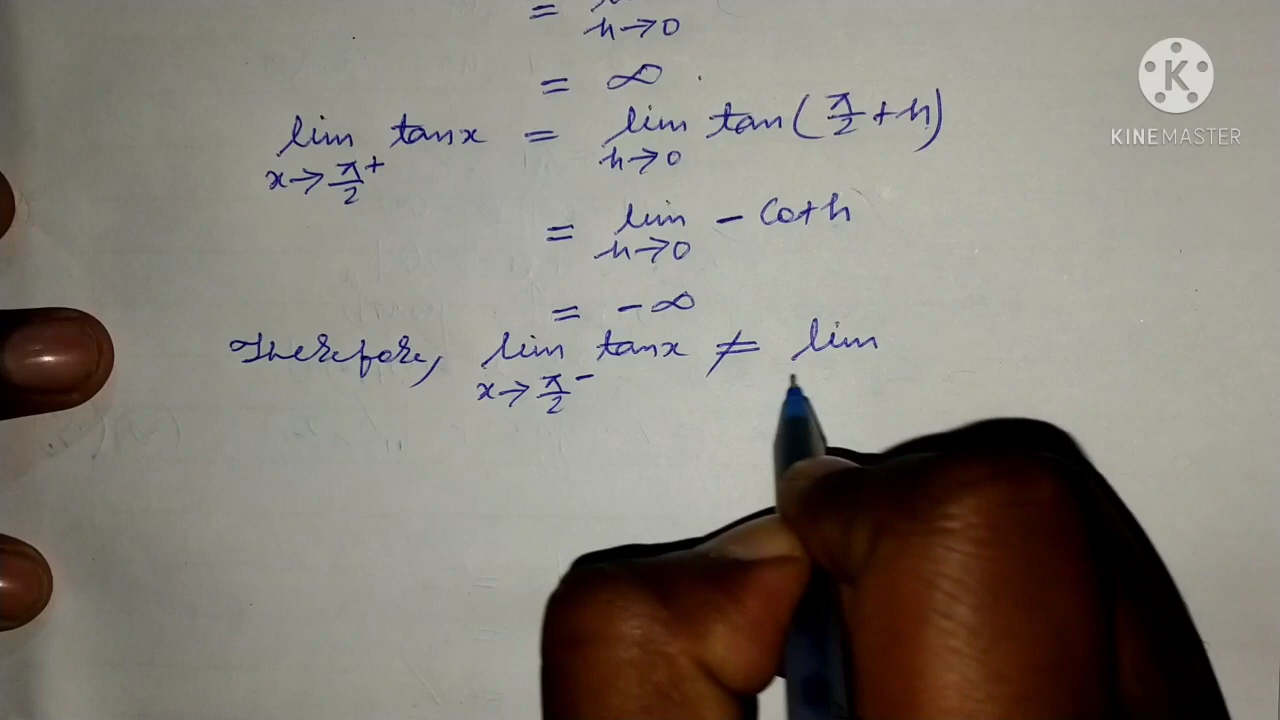 =
h→0
= ∞
lim tanx = lim tan(π/2+h)
x→π/2+ h→0
= lim - Coth
h→0
= -∞
Therefore, lim tanx ≠ lim
x→π/2-
K
KINEMASTER